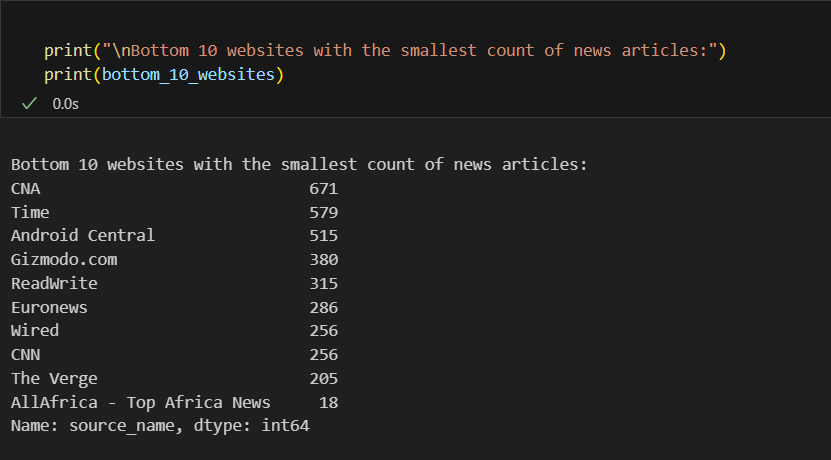 print("\nBottom 10 websites with the smallest count of news articles:")
print(bottom_10_websites)
0.0s
Bottom 10 websites with the smallest count of news articles:
CNA 671
Time 579
Android Central 515
Gizmodo.com 380
ReadWrite 315
Euronews 286
Wired 256
CNN 256
The Verge 205
AllAfrica - Top Africa News 18
Name: source_name, dtype: int64